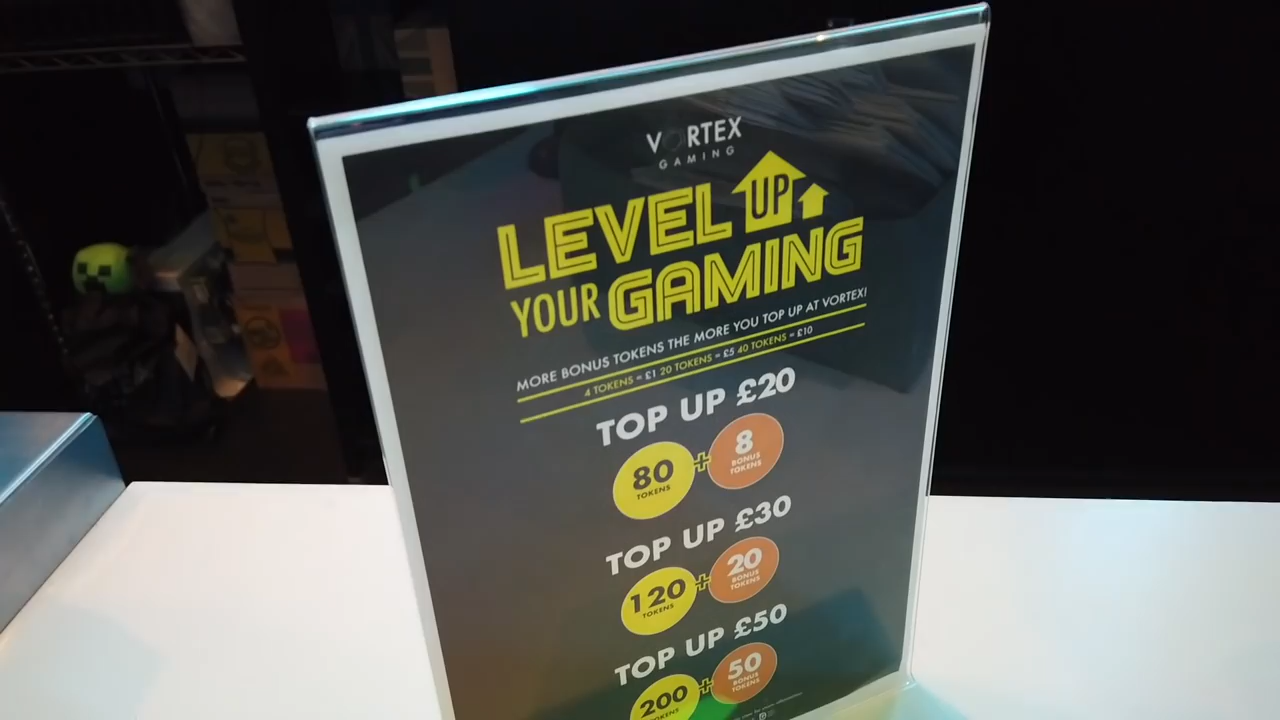 VORTEX
GAMING
LEVEL UP
YOUR GAMING
MORE BONUS TOKENS THE MORE YOU TOP UP AT VORTEX!
4 TOKENS = £1 20 TOKENS = £5 40 TOKENS = £10
TOP UP £20
80 TOKENS + 8 BONUS TOKENS
TOP UP £30
120 TOKENS + 20 BONUS TOKENS
TOP UP £50
200 TOKENS + 50 BONUS TOKENS